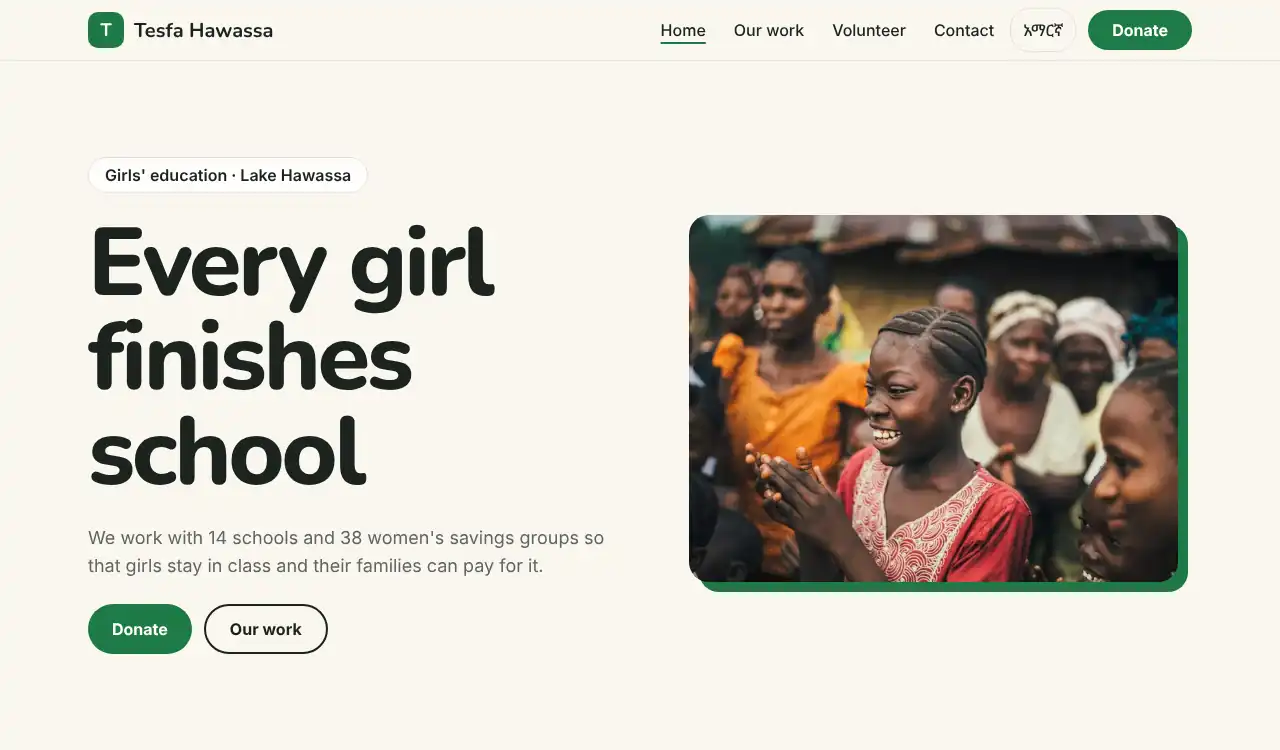 T Tesfa Hawassa
Home Our work Volunteer Contact አማርኛ Donate
Girls' education · Lake Hawassa
Every girl
finishes
school
We work with 14 schools and 38 women's savings groups so
that girls stay in class and their families can pay for it.
Donate Our work